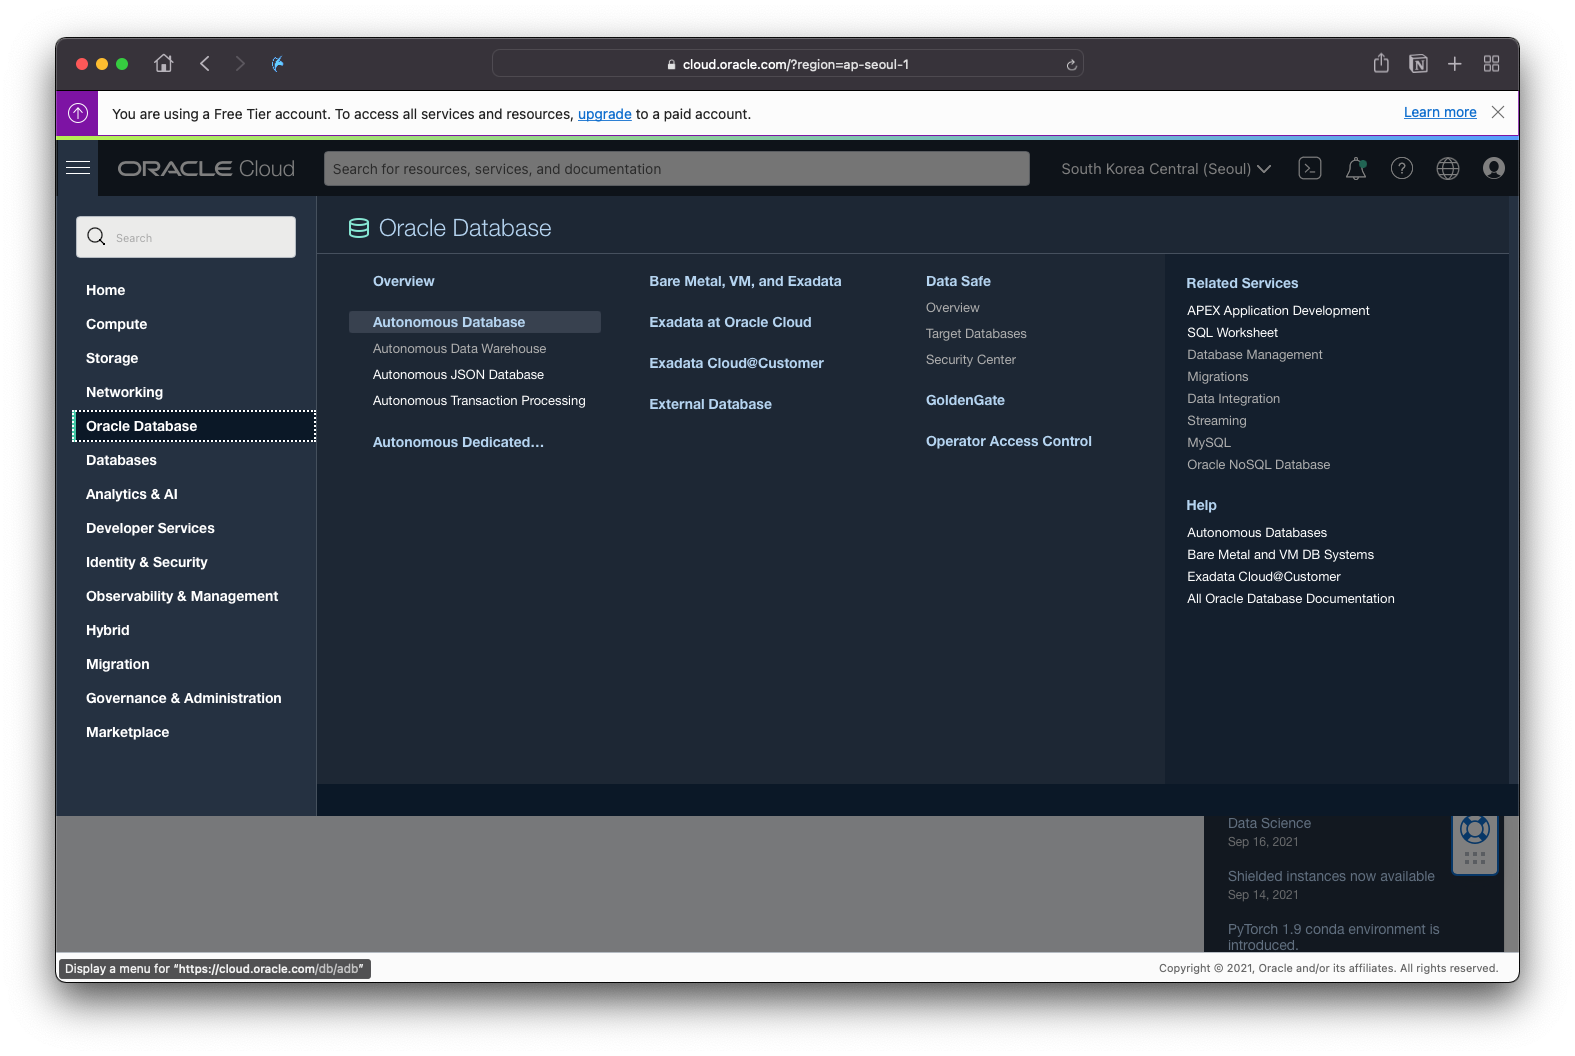 cloud.oracle.com/?region=ap-seoul-1
You are using a Free Tier account. To access all services and resources, upgrade to a paid account.
Learn more
ORACLE Cloud
Search for resources, services, and documentation
South Korea Central (Seoul)
Search
Home
Compute
Storage
Networking
Oracle Database
Databases
Analytics & AI
Developer Services
Identity & Security
Observability & Management
Hybrid
Migration
Governance & Administration
Marketplace
Oracle Database
Overview
Autonomous Database
Autonomous Data Warehouse
Autonomous JSON Database
Autonomous Transaction Processing
Autonomous Dedicated...
Bare Metal, VM, and Exadata
Exadata at Oracle Cloud
Exadata Cloud@Customer
External Database
Data Safe
Overview
Target Databases
Security Center
GoldenGate
Operator Access Control
Related Services
APEX Application Development
SQL Worksheet
Database Management
Migrations
Data Integration
Streaming
MySQL
Oracle NoSQL Database
Help
Autonomous Databases
Bare Metal and VM DB Systems
Exadata Cloud@Customer
All Oracle Database Documentation
Data Science
Sep 16, 2021
Shielded instances now available
Sep 14, 2021
PyTorch 1.9 conda environment is
introduced.
Display a menu for “https://cloud.oracle.com/db/adb”
Copyright © 2021, Oracle and/or its affiliates. All rights reserved.